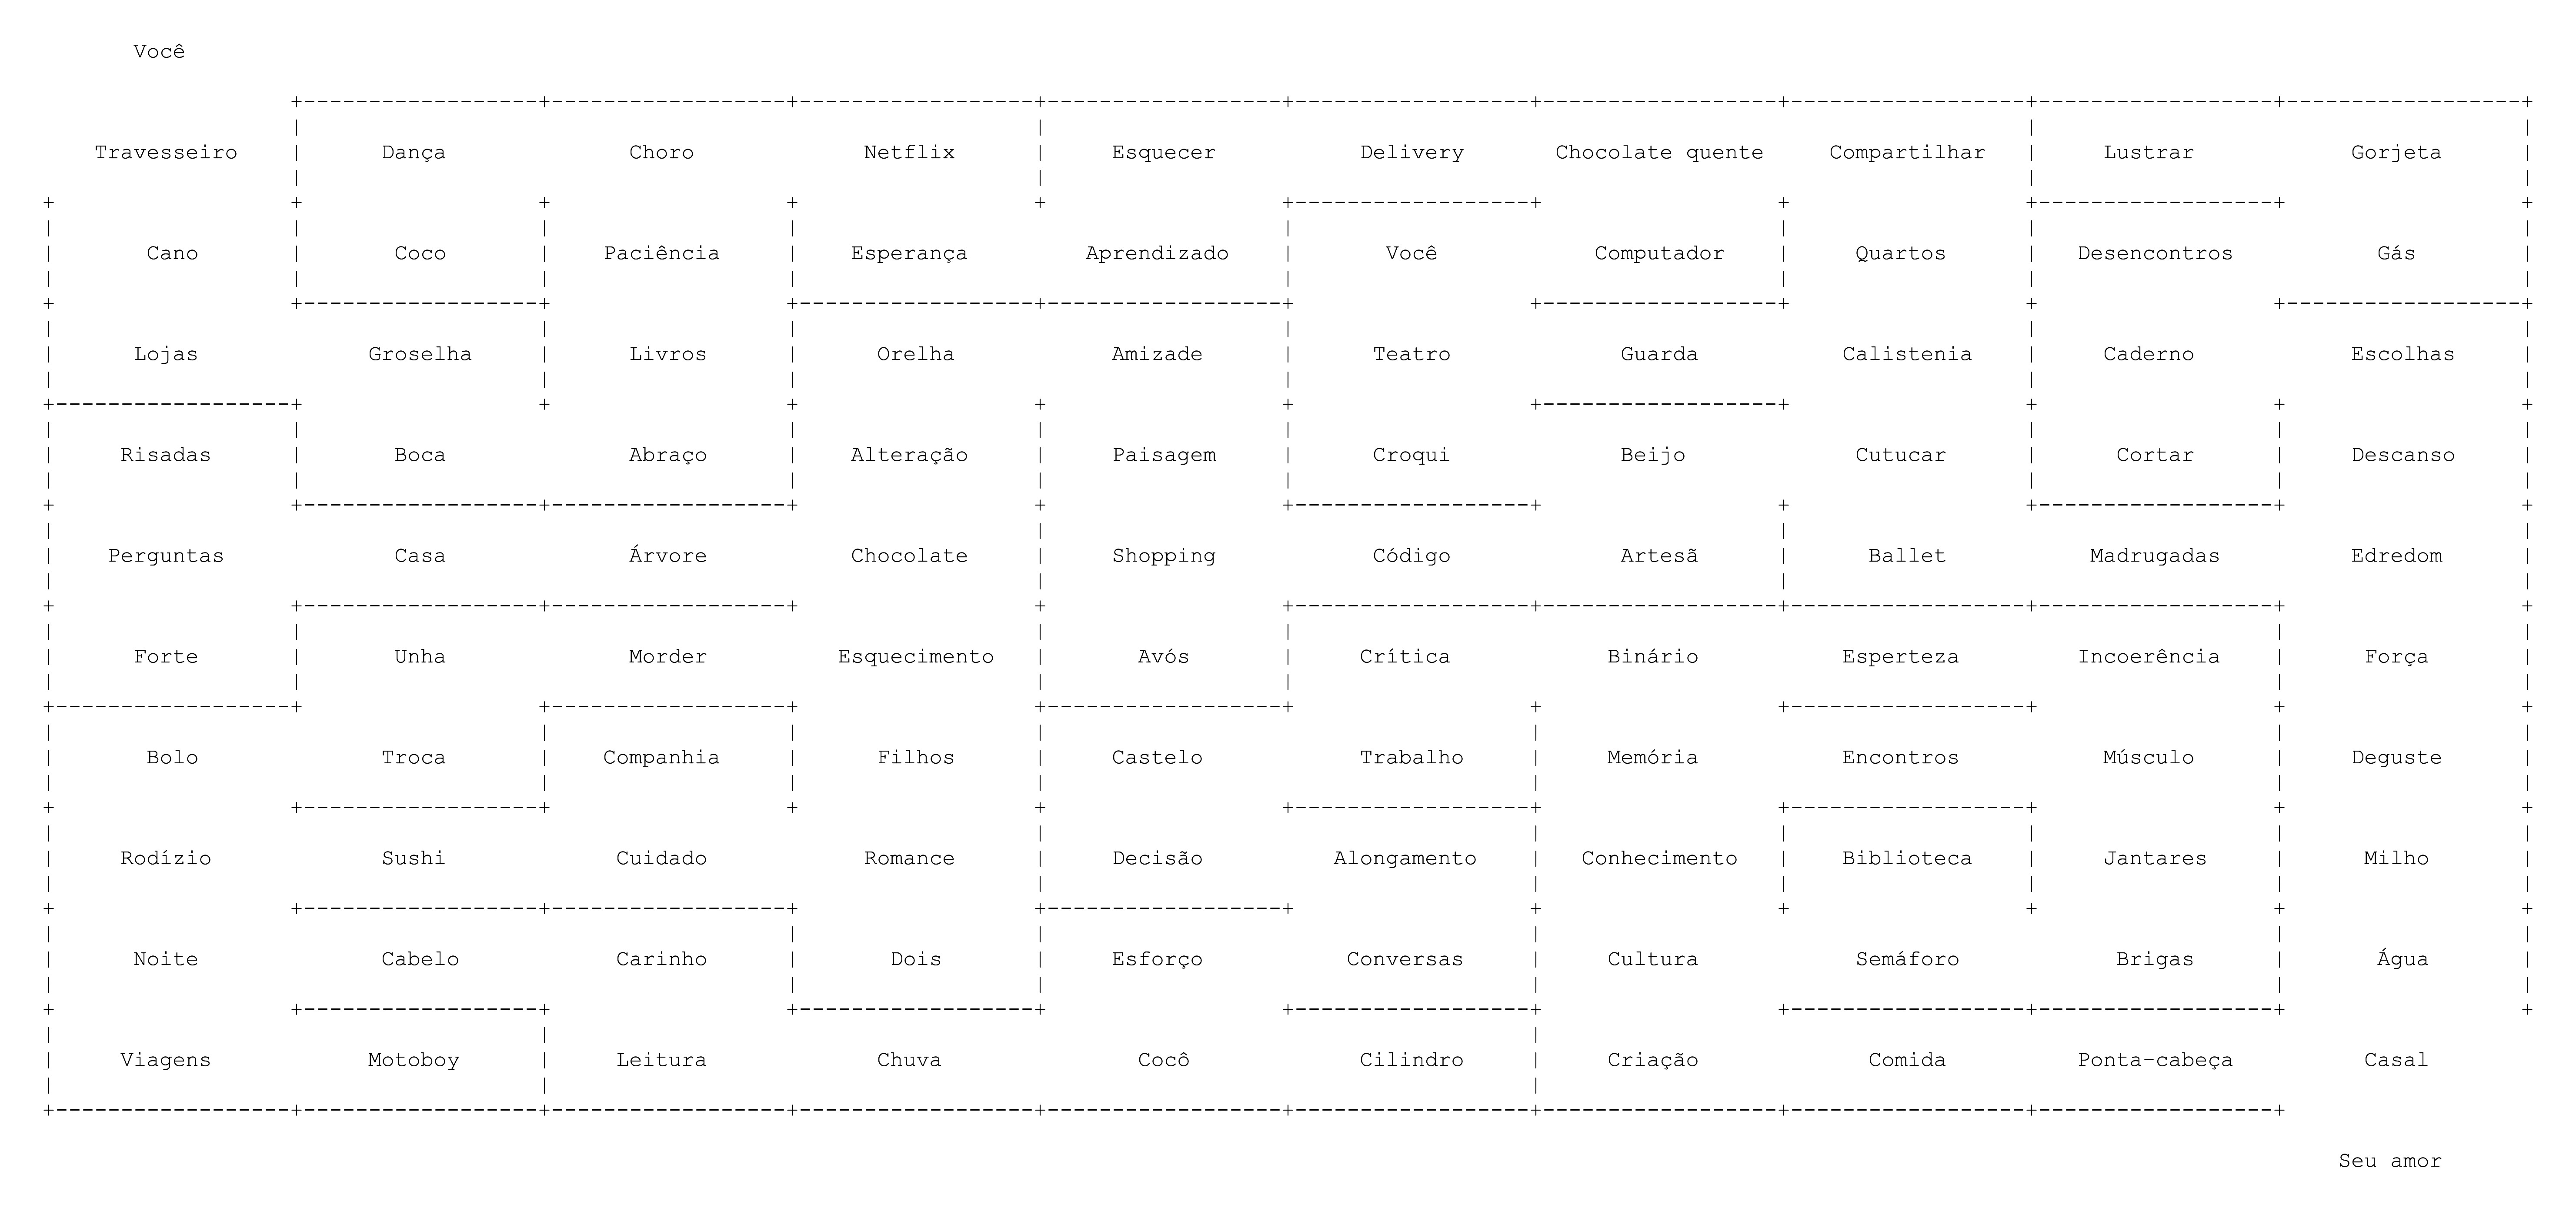 Você
Travesseiro Dança Choro Netflix Esquecer Delivery Chocolate quente Compartilhar Lustrar Gorjeta
Cano Coco Paciência Esperança Aprendizado Você Computador Quartos Desencontros Gás
Lojas Groselha Livros Orelha Amizade Teatro Guarda Calistenia Caderno Escolhas
Risadas Boca Abraço Alteração Paisagem Croqui Beijo Cutucar Cortar Descanso
Perguntas Casa Árvore Chocolate Shopping Código Artesã Ballet Madrugadas Edredom
Forte Unha Morder Esquecimento Avós Crítica Binário Esperteza Incoerência Força
Bolo Troca Companhia Filhos Castelo Trabalho Memória Encontros Músculo Deguste
Rodízio Sushi Cuidado Romance Decisão Alongamento Conhecimento Biblioteca Jantares Milho
Noite Cabelo Carinho Dois Esforço Conversas Cultura Semáforo Brigas Água
Viagens Motoboy Leitura Chuva Cocô Cilindro Criação Comida Ponta-cabeça Casal
Seu amor